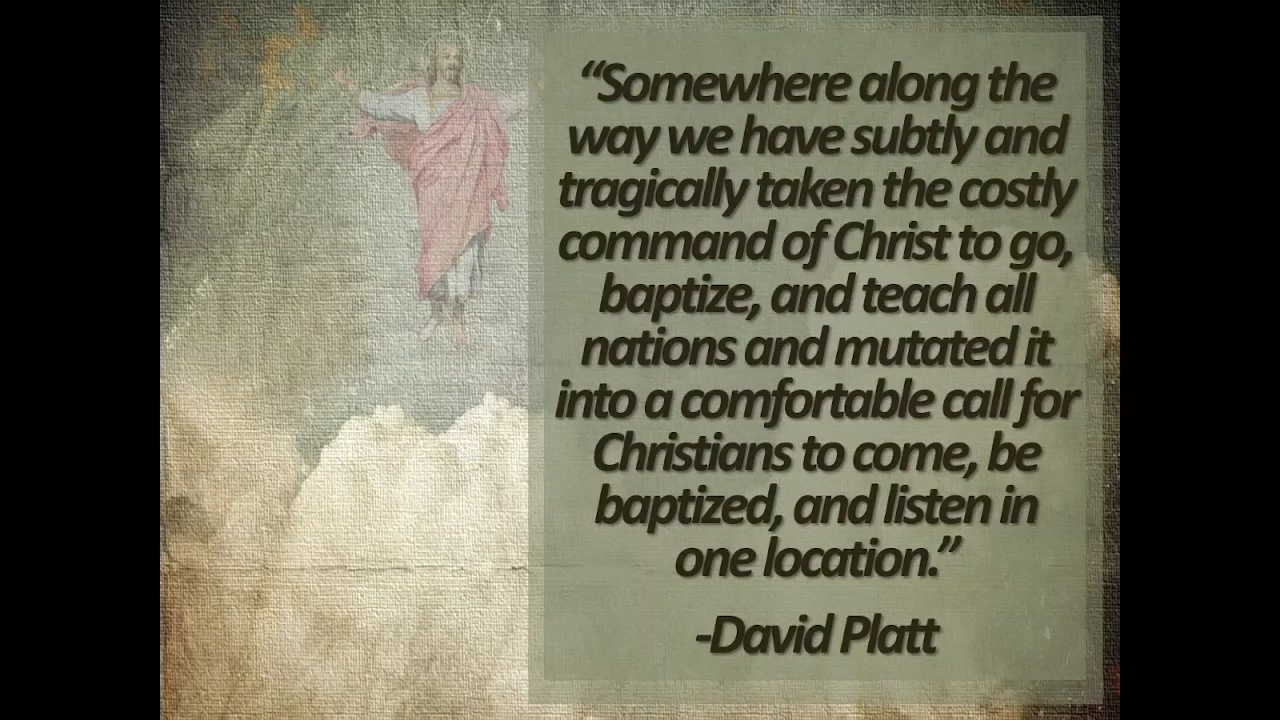 “Somewhere along the
way we have subtly and
tragically taken the costly
command of Christ to go,
baptize, and teach all
nations and mutated it
into a comfortable call for
Christians to come, be
baptized, and listen in
one location.”
-David Platt